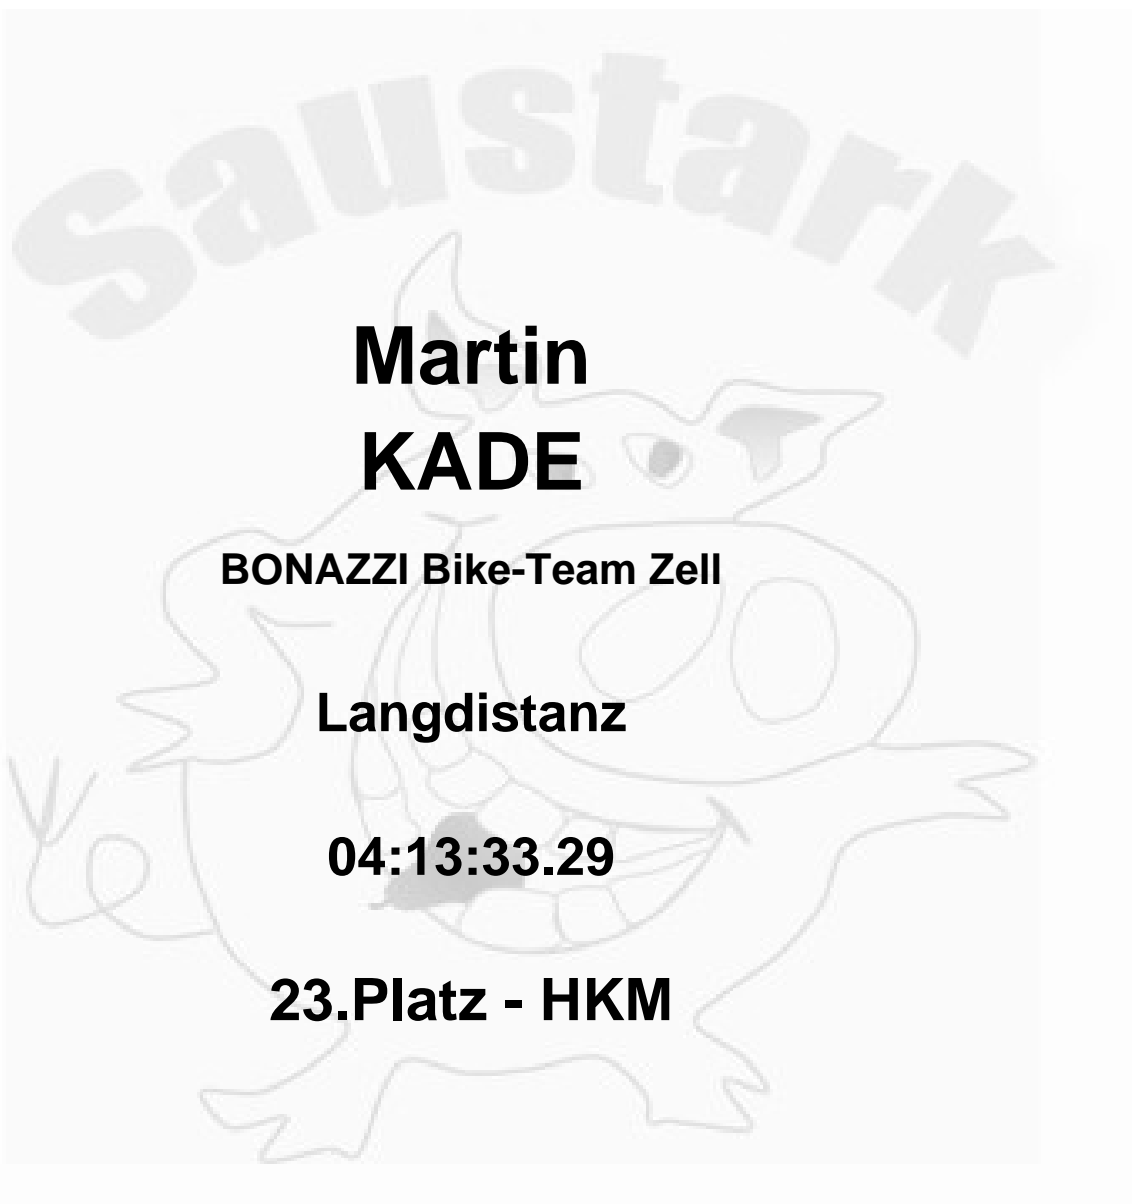 Saustark
Martin
KADE
BONAZZI Bike-Team Zell
Langdistanz
04:13:33.29
23.Platz - HKM